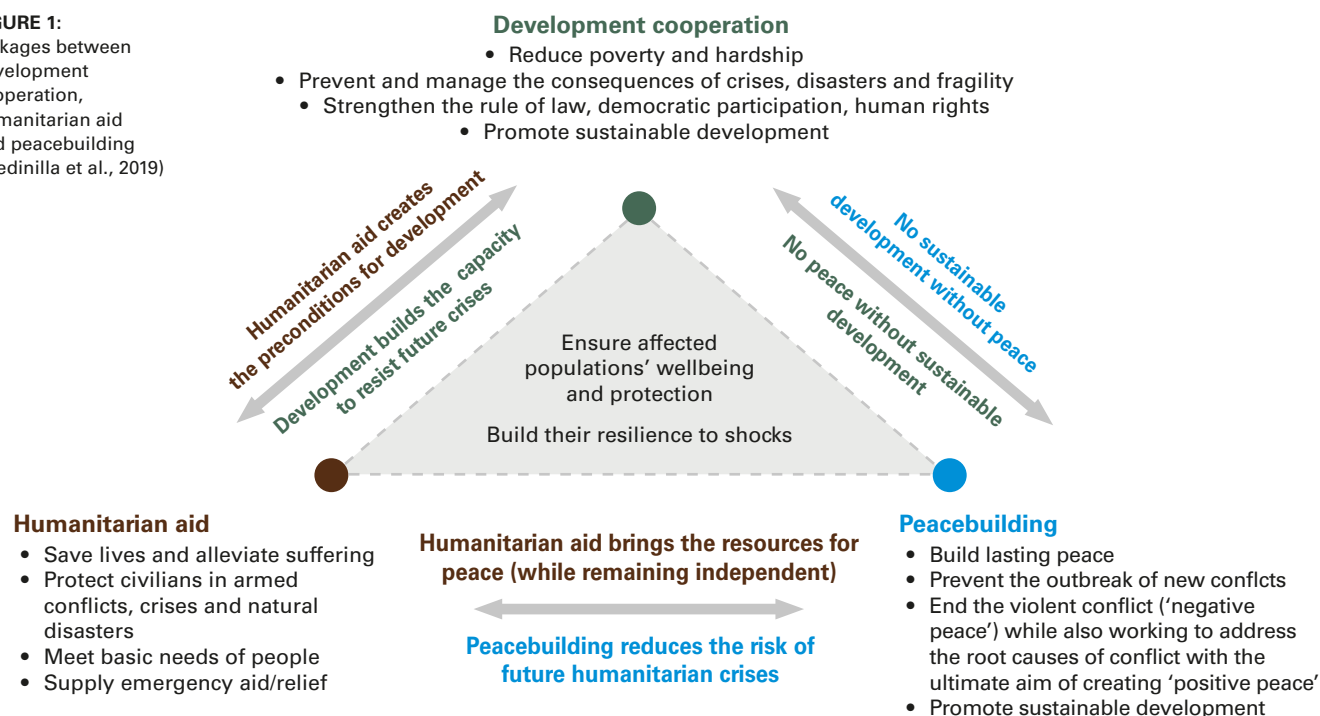 GURE 1:
kages between
velopment
operation,
manitarian aid
d peacebuilding
edinilla et al., 2019)
Development cooperation
• Reduce poverty and hardship
• Prevent and manage the consequences of crises, disasters and fragility
• Strengthen the rule of law, democratic participation, human rights
• Promote sustainable development
Humanitarian aid creates
the preconditions for development
Development builds the capacity
to resist future crises
No sustainable
development without peace
No peace without sustainable
development
Ensure affected
populations’ wellbeing
and protection
Build their resilience to shocks
Humanitarian aid
• Save lives and alleviate suffering
• Protect civilians in armed
conflicts, crises and natural
disasters
• Meet basic needs of people
• Supply emergency aid/relief
Humanitarian aid brings the resources for
peace (while remaining independent)
Peacebuilding reduces the risk of
future humanitarian crises
Peacebuilding
• Build lasting peace
• Prevent the outbreak of new conflcts
• End the violent conflict (‘negative
peace’) while also working to address
the root causes of conflict with the
ultimate aim of creating ‘positive peace’
• Promote sustainable development